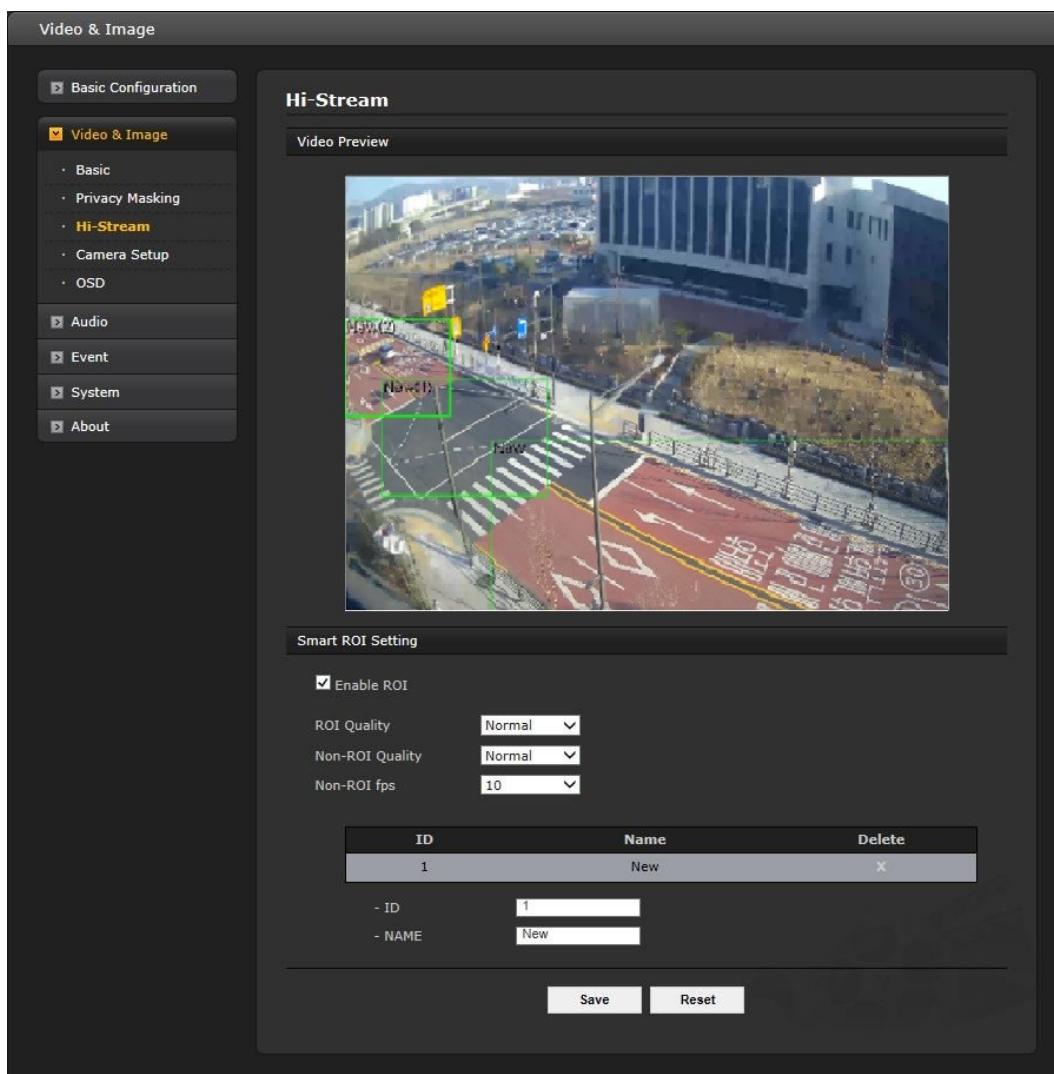 Video & Image
Basic Configuration
Video & Image
· Basic
· Privacy Masking
· Hi-Stream
· Camera Setup
· OSD
Audio
Event
System
About
Hi-Stream
Video Preview
New(2)
New(1)
New
30
Smart ROI Setting
Enable ROI
ROI Quality Normal
Non-ROI Quality Normal
Non-ROI fps 10
ID Name Delete
1 New X
- ID 1
- NAME New
Save Reset